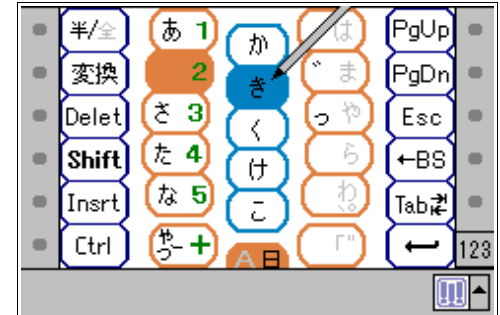 半/全 あ 1 か は PgUp
変換 2 き ゛ ま PgDn
Delet さ 3 く っ や Esc
Shift た 4 け ら ←BS
Insrt な 5 こ わ Tab
Ctrl やゃー + A 日 「" 123